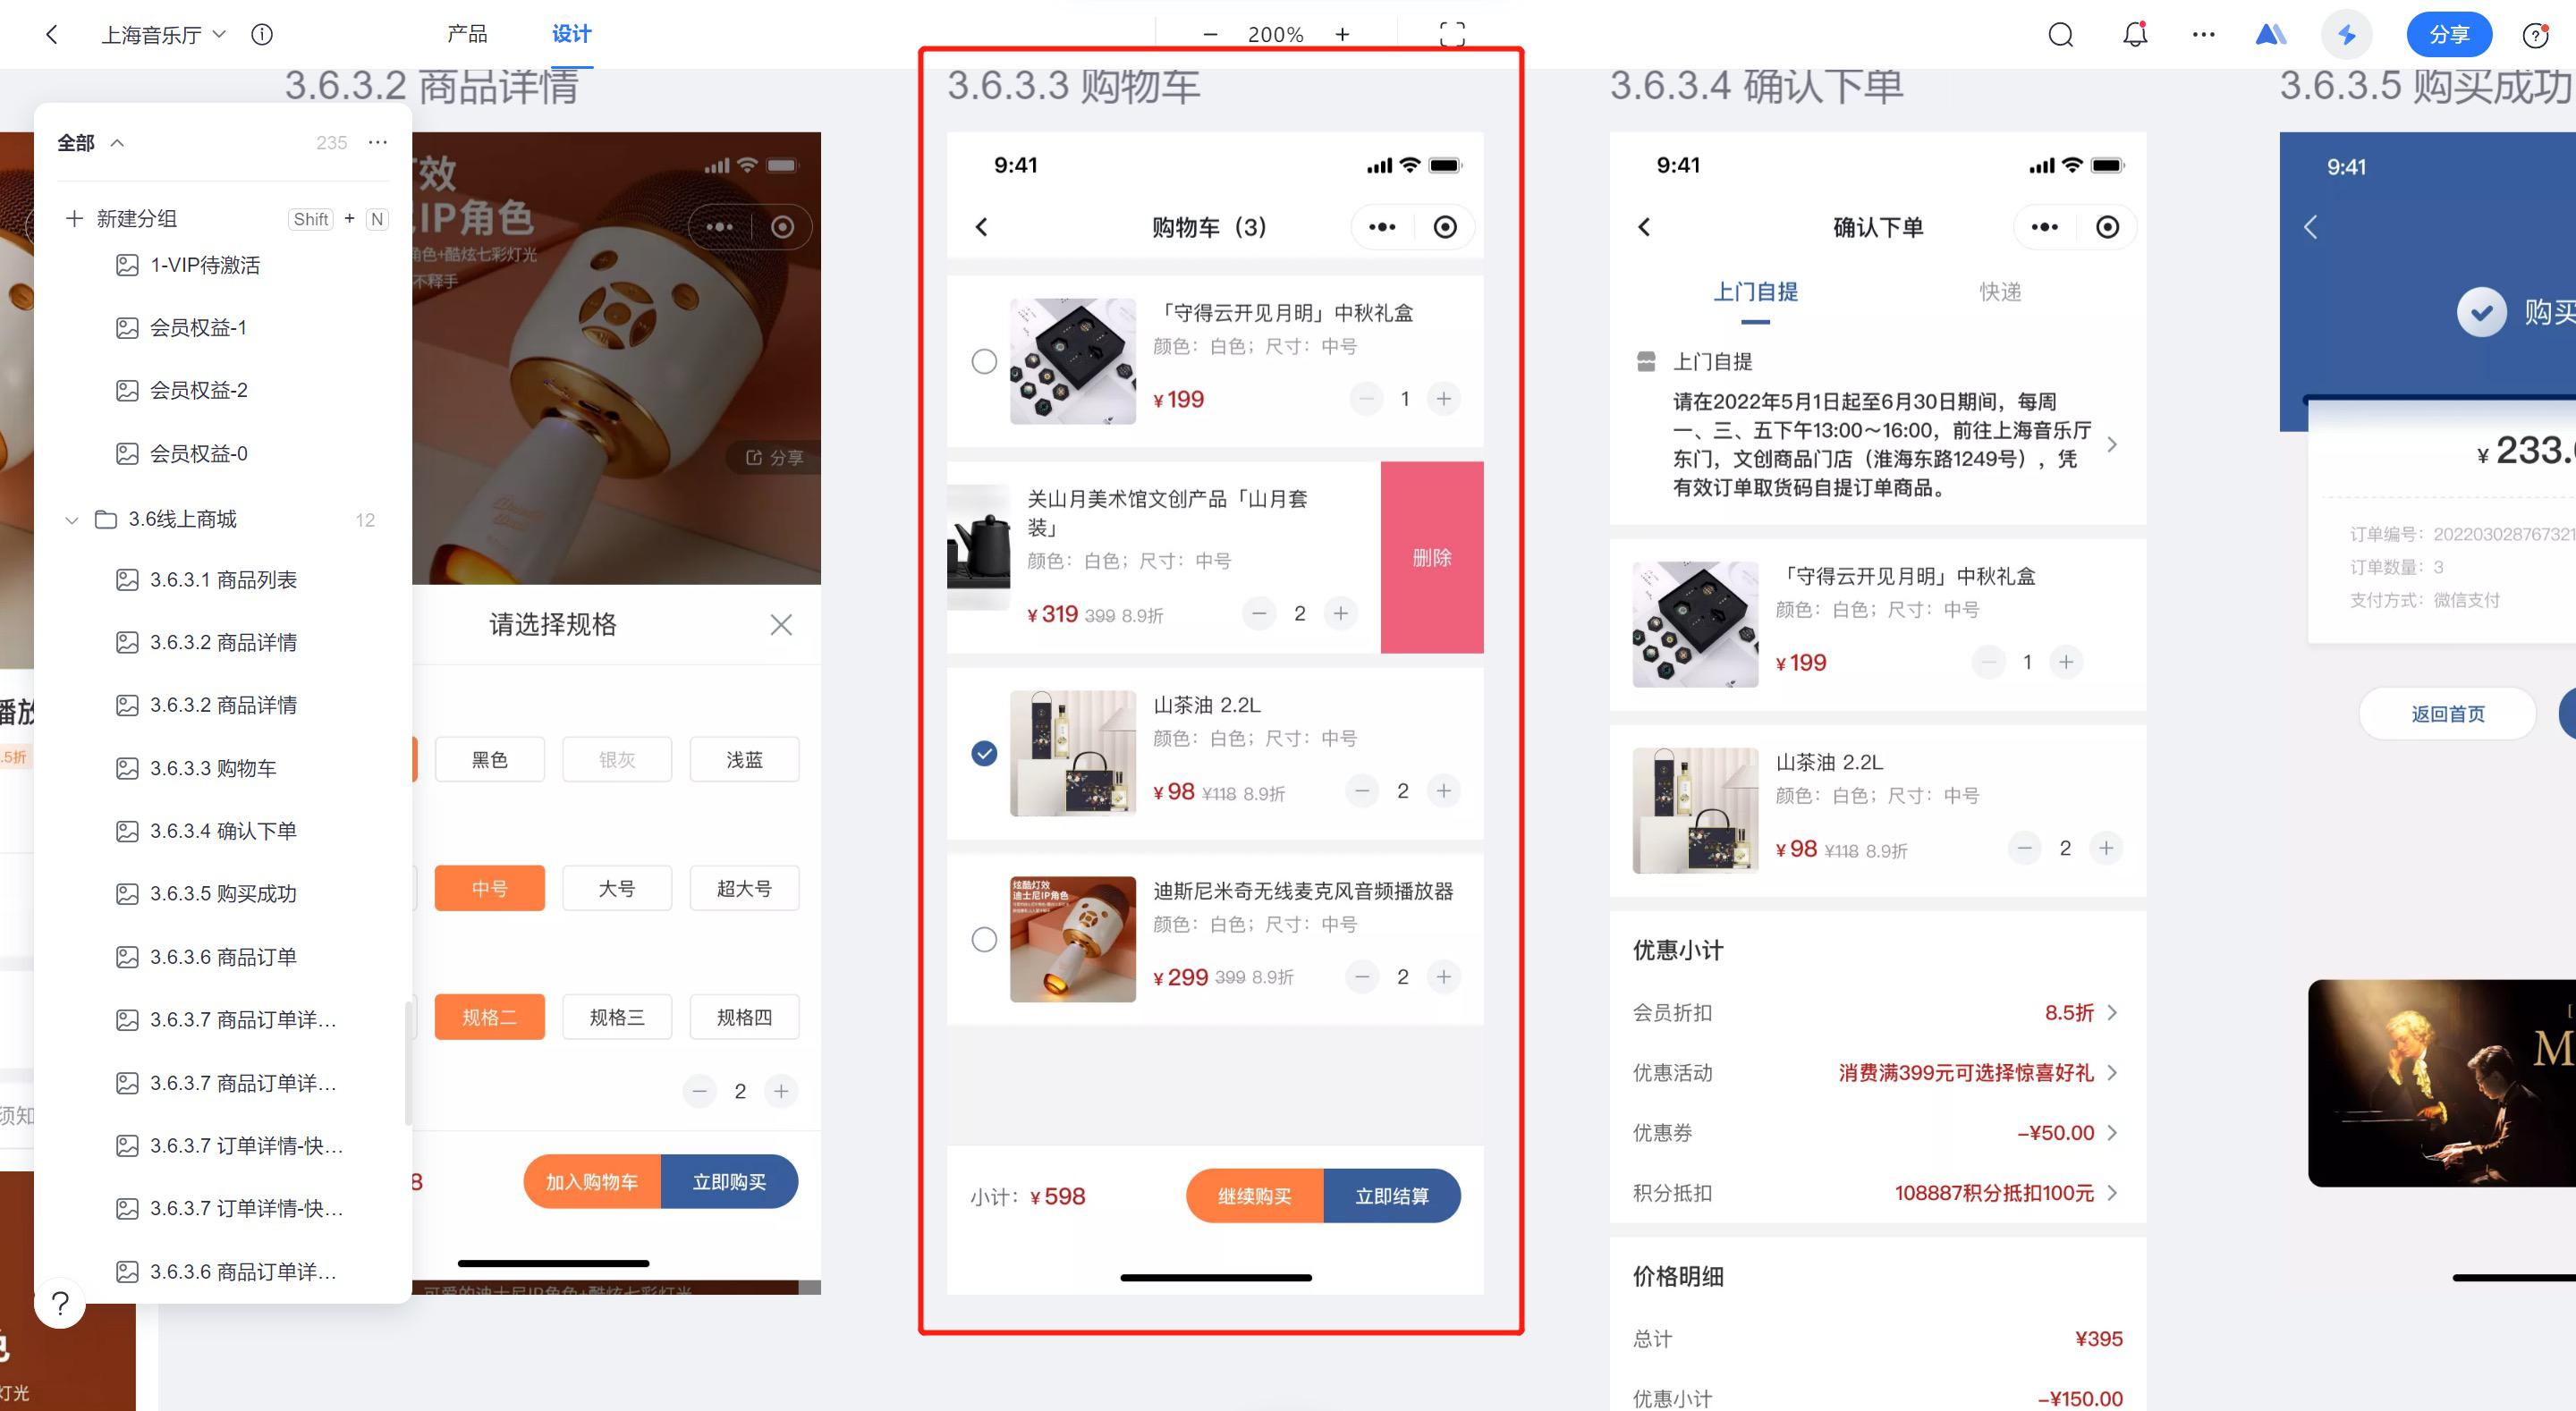 上海音乐厅
产品
设计
200%
分享
全部
235
新建分组
Shift + N
1-VIP待激活
会员权益-1
会员权益-2
会员权益-0
3.6线上商城
12
3.6.3.1 商品列表
3.6.3.2 商品详情
3.6.3.2 商品详情
3.6.3.3 购物车
3.6.3.4 确认下单
3.6.3.5 购买成功
3.6.3.6 商品订单
3.6.3.7 商品订单详...
3.6.3.7 商品订单详...
3.6.3.7 订单详情-快...
3.6.3.7 订单详情-快...
3.6.3.6 商品订单详...
?
.5折
须知
灯光
3.6.3.2 商品详情
灯效
IP角色
角色+酷炫七彩灯光
不释手
分享
请选择规格
黑色
银灰
浅蓝
中号
大号
超大号
规格二
规格三
规格四
2
8
加入购物车
立即购买
3.6.3.3 购物车
9:41
购物车（3）
「守得云开见月明」中秋礼盒
颜色：白色；尺寸：中号
¥199
1
关山月美术馆文创产品「山月套
装」
颜色：白色；尺寸：中号
¥319 399 8.9折
2
删除
山茶油 2.2L
颜色：白色；尺寸：中号
¥98 ¥118 8.9折
2
炫酷灯效
迪士尼IP角色
迪斯尼米奇无线麦克风音频播放器
颜色：白色；尺寸：中号
¥299 399 8.9折
2
小计：¥598
继续购买
立即结算
3.6.3.4 确认下单
9:41
确认下单
上门自提
快递
上门自提
请在2022年5月1日起至6月30日期间，每周
一、三、五下午13:00～16:00，前往上海音乐厅
东门，文创商品门店（淮海东路1249号），凭
有效订单取货码自提订单商品。
「守得云开见月明」中秋礼盒
颜色：白色；尺寸：中号
¥199
1
山茶油 2.2L
颜色：白色；尺寸：中号
¥98 ¥118 8.9折
2
优惠小计
会员折扣
8.5折
优惠活动
消费满399元可选择惊喜好礼
优惠券
-¥50.00
积分抵扣
108887积分抵扣100元
价格明细
总计
¥395
优惠小计
-¥150.00
3.6.3.5 购买成功
9:41
购买
¥233.
订单编号：202203028767321
订单数量：3
支付方式：微信支付
返回首页
[
M